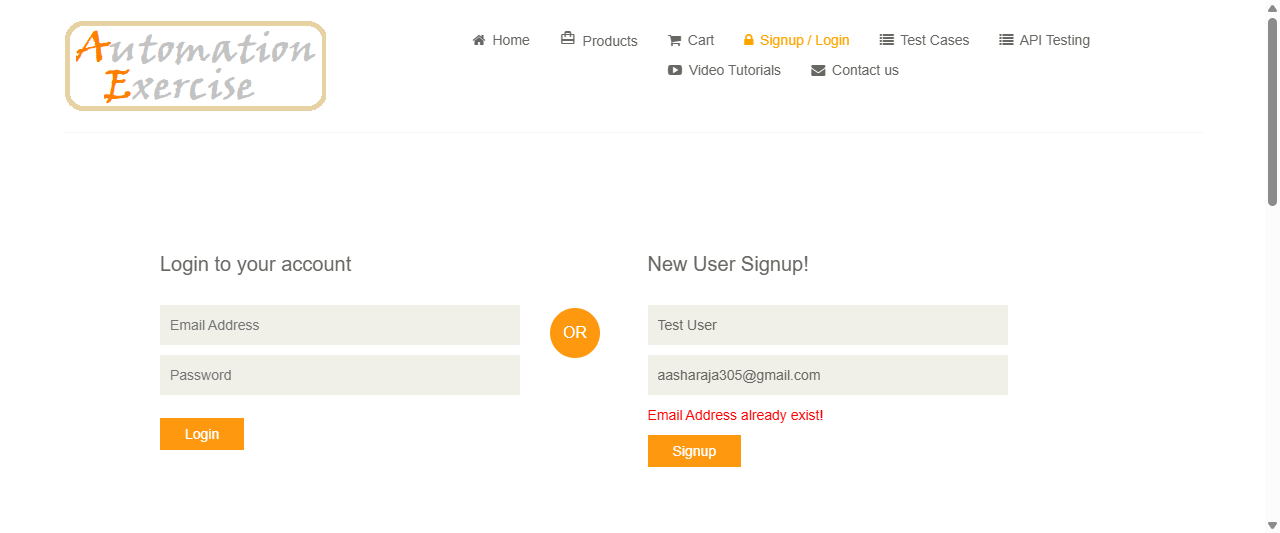 Automation
Exercise
Home Products Cart Signup / Login Test Cases API Testing
Video Tutorials Contact us
Login to your account
Email Address
Password
Login
OR
New User Signup!
Test User
aasharaja305@gmail.com
Email Address already exist!
Signup